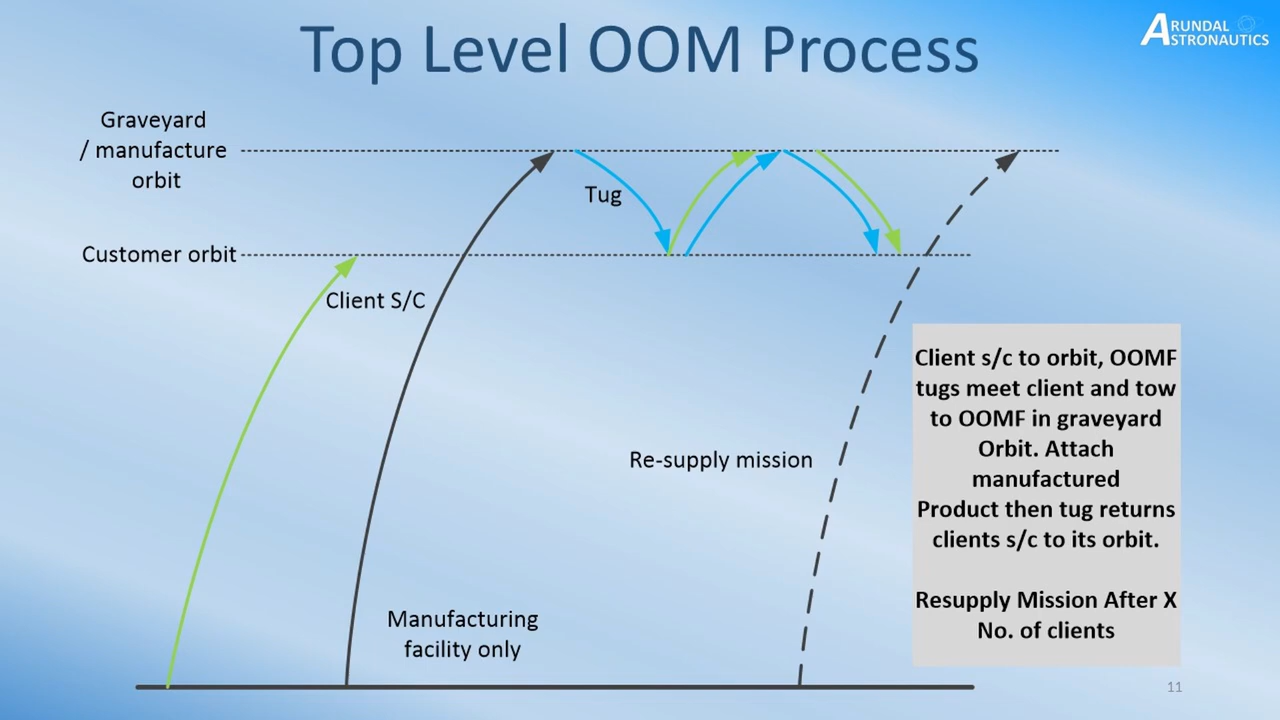 Top Level OOM Process
ARUNDAL
ASTRONAUTICS
Graveyard
/ manufacture
orbit
Tug
Customer orbit
Client S/C
Client s/c to orbit, OOMF
tugs meet client and tow
to OOMF in graveyard
Orbit. Attach
manufactured
Product then tug returns
clients s/c to its orbit.
Resupply Mission After X
No. of clients
Re-supply mission
Manufacturing
facility only
11